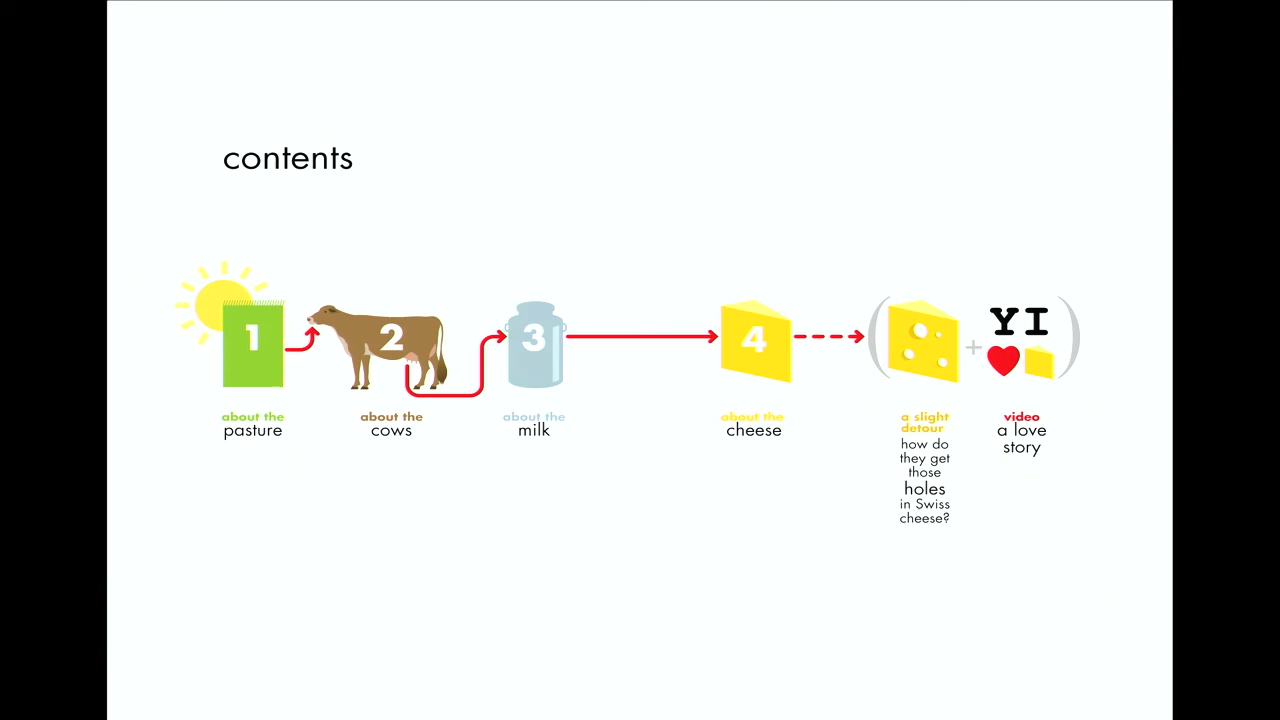 contents
1
2
3
4
+
YI
about the
pasture
about the
cows
about the
milk
about the
cheese
a slight
detour
how do
they get
those
holes
in Swiss
cheese?
video
a love
story